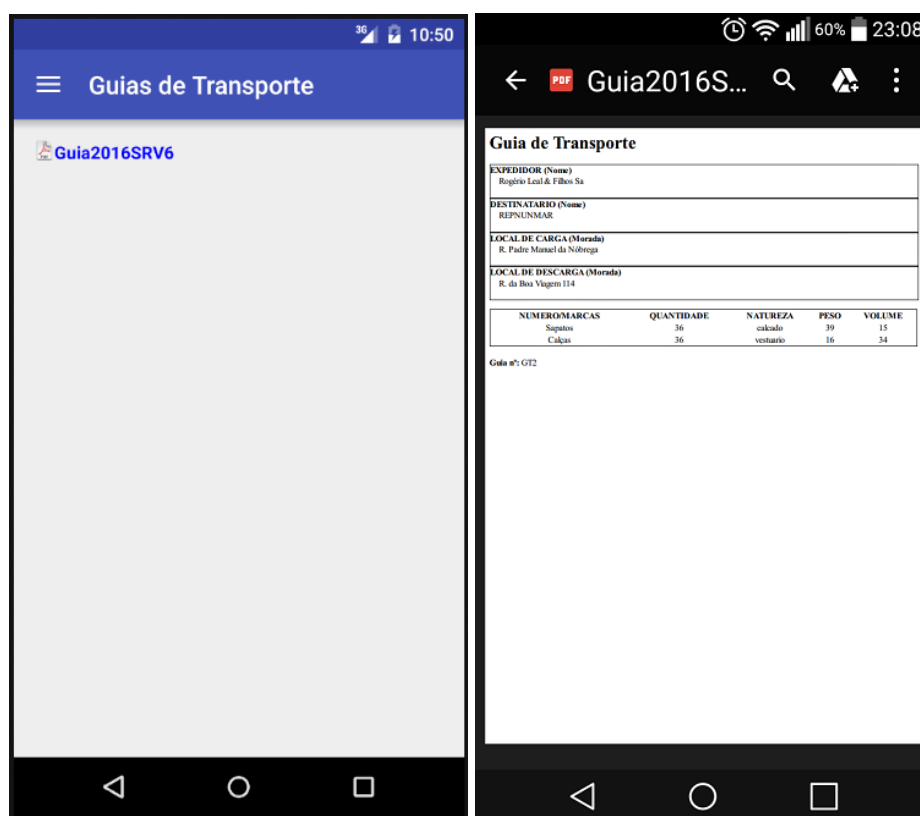 3G 10:50
Guias de Transporte
Guia2016SRV6
60% 23:08
PDF Guia2016S...
Guia de Transporte
EXPEDIDOR (Nome)
Rogério Leal & Filhos Sa
DESTINATARIO (Nome)
REPNUNMAR
LOCAL DE CARGA (Morada)
R. Padre Manuel da Nóbrega
LOCAL DE DESCARGA (Morada)
R. da Boa Viagem 114
NUMERO/MARCAS QUANTIDADE NATUREZA PESO VOLUME
Sapatos 36 calcado 39 15
Calças 36 vestuario 16 34
Guia nº: GT2